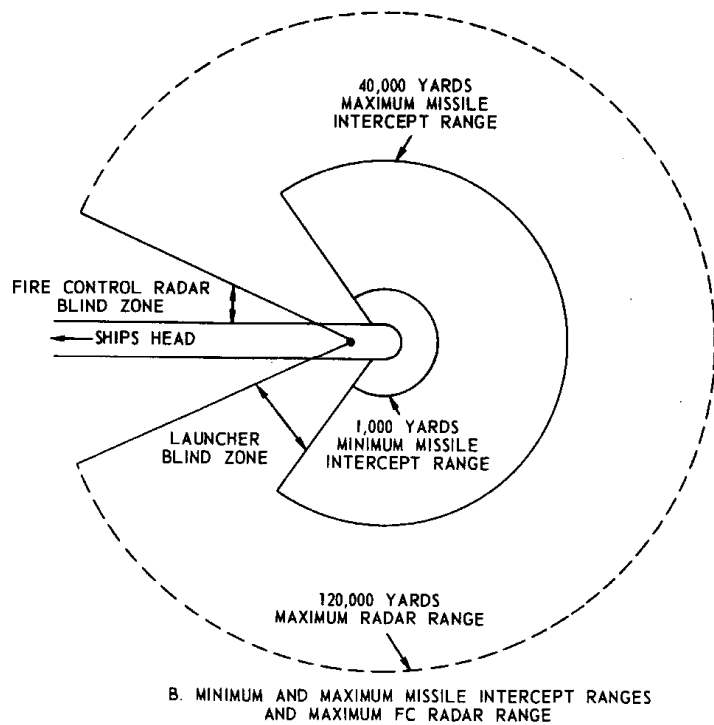 40,000 YARDS
MAXIMUM MISSILE
INTERCEPT RANGE
FIRE CONTROL RADAR
BLIND ZONE
SHIPS HEAD
LAUNCHER
BLIND ZONE
1,000 YARDS
MINIMUM MISSILE
INTERCEPT RANGE
120,000 YARDS
MAXIMUM RADAR RANGE
B. MINIMUM AND MAXIMUM MISSILE INTERCEPT RANGES
AND MAXIMUM FC RADAR RANGE